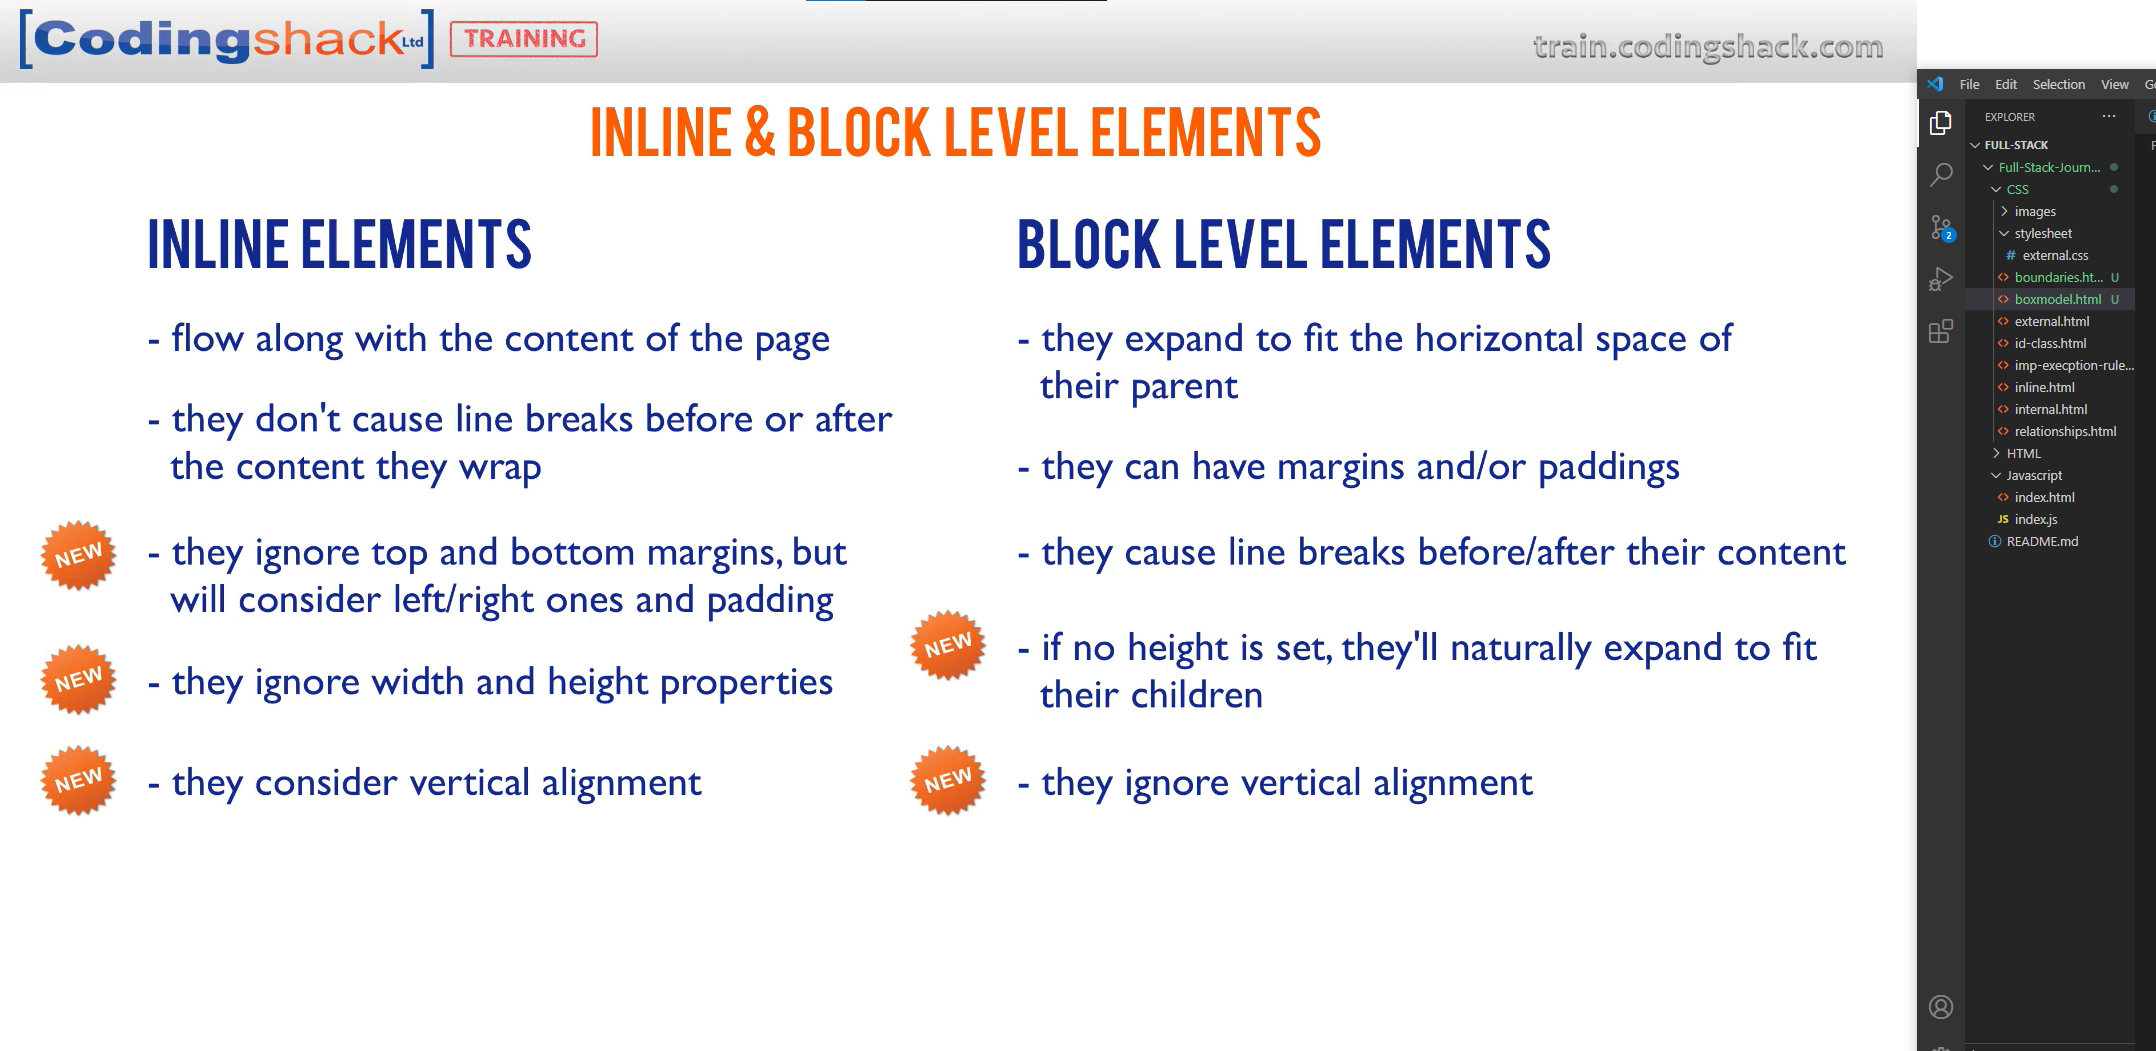 [Codingshack Ltd] TRAINING
train.codingshack.com
INLINE & BLOCK LEVEL ELEMENTS
INLINE ELEMENTS
- flow along with the content of the page
- they don't cause line breaks before or after
the content they wrap
NEW
- they ignore top and bottom margins, but
will consider left/right ones and padding
NEW
- they ignore width and height properties
NEW
- they consider vertical alignment
BLOCK LEVEL ELEMENTS
- they expand to fit the horizontal space of
their parent
- they can have margins and/or paddings
- they cause line breaks before/after their content
NEW
- if no height is set, they'll naturally expand to fit
their children
NEW
- they ignore vertical alignment
File Edit Selection View
EXPLORER ...
FULL-STACK
Full-Stack-Journ...
CSS
images
stylesheet
# external.css
<> boundaries.ht... U
<> boxmodel.html U
<> external.html
<> id-class.html
<> imp-execption-rule...
<> inline.html
<> internal.html
<> relationships.html
HTML
Javascript
<> index.html
JS index.js
README.md
2